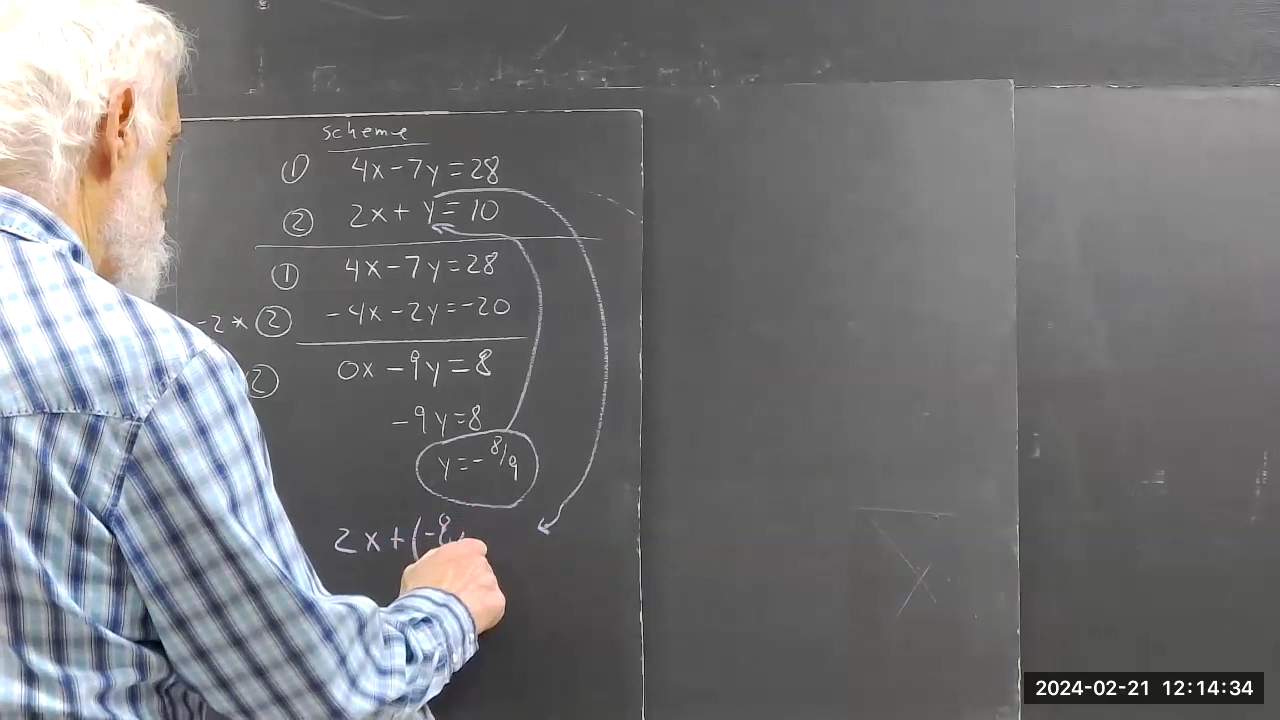 scheme
① 4x-7y=28
② 2x+ y= 10
① 4x-7y=28
-2* ② -4x-2y=-20
②) 0x -9y=8
-9y=8
y=-8/9
2x+(-8
2024-02-21 12:14:34